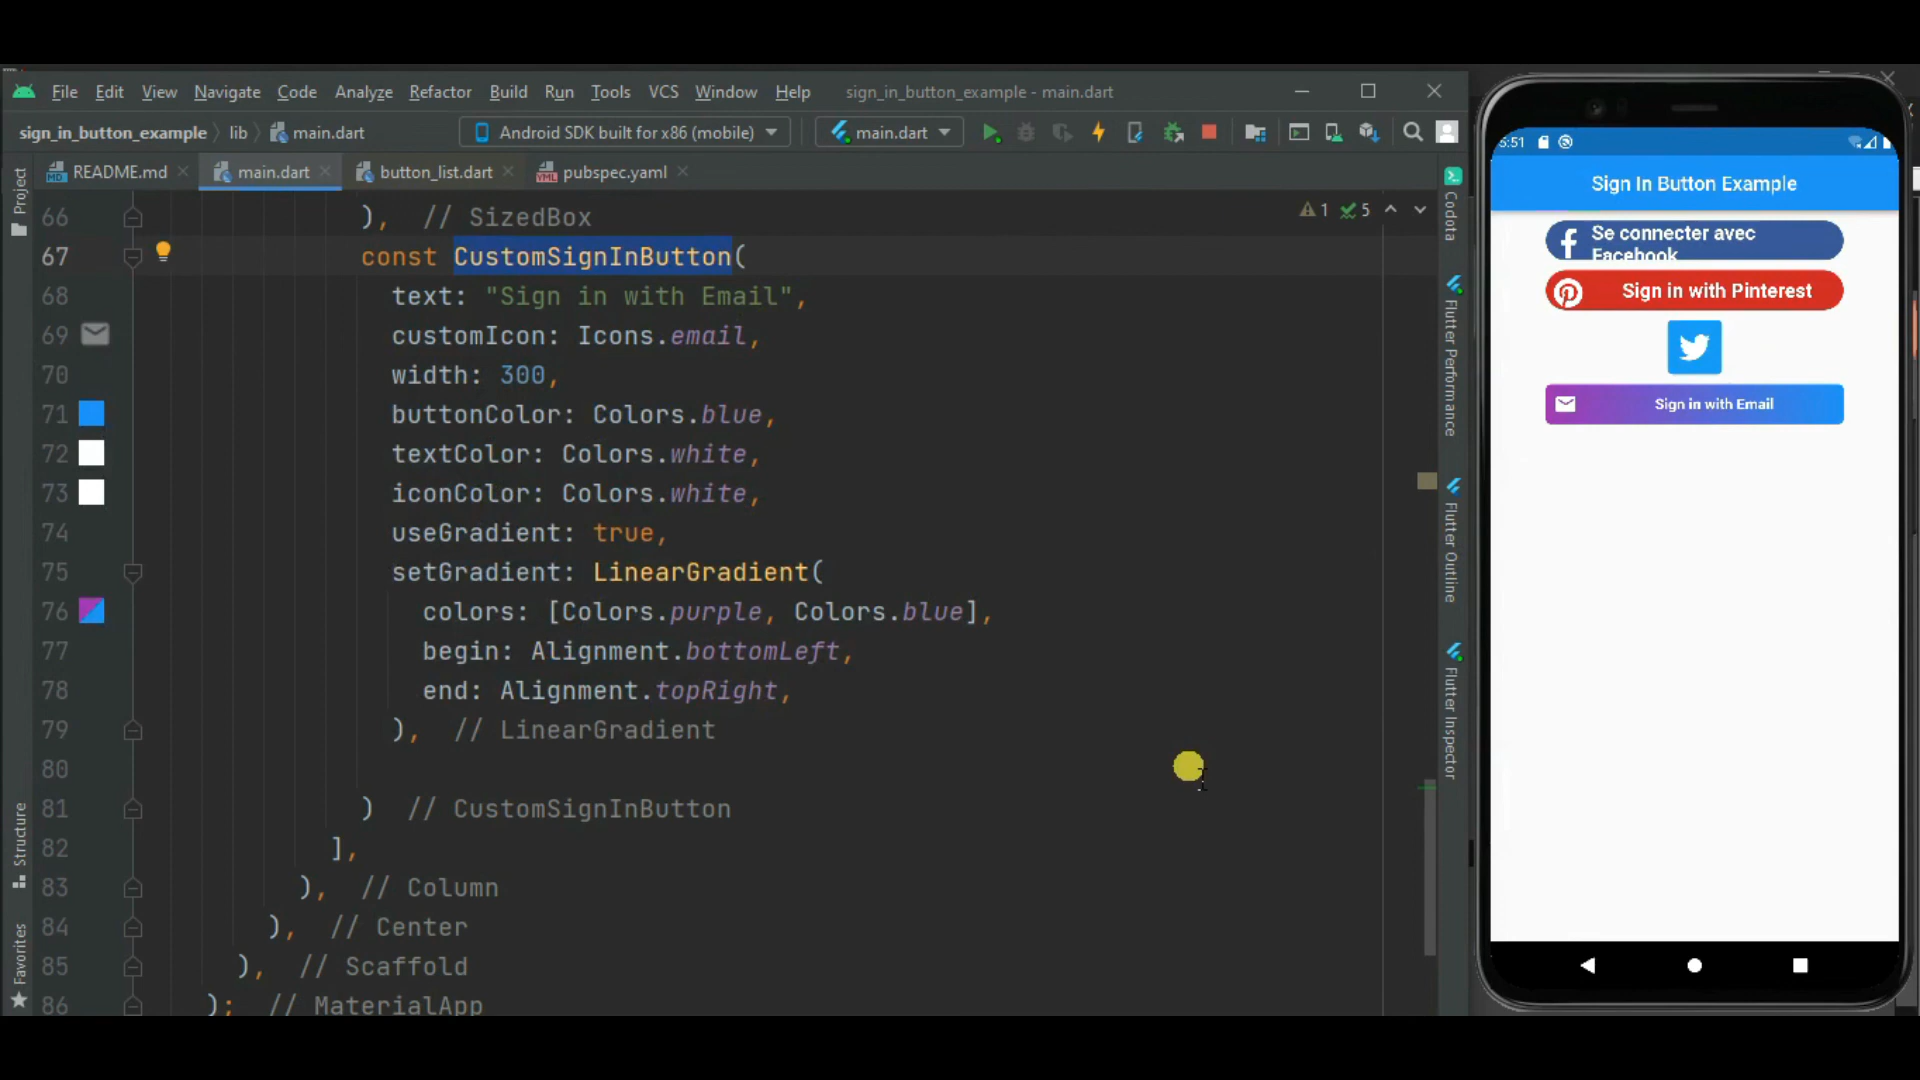 File Edit View Navigate Code Analyze Refactor Build Run Tools VCS Window Help sign_in_button_example - main.dart
sign_in_button_example lib main.dart Android SDK built for x86 (mobile) main.dart
README.md main.dart button_list.dart pubspec.yaml
Project
Structure
Favorites
1 5
66 ), // SizedBox
67 const CustomSignInButton(
68 text: "Sign in with Email",
69 customIcon: Icons.email,
70 width: 300,
71 buttonColor: Colors.blue,
72 textColor: Colors.white,
73 iconColor: Colors.white,
74 useGradient: true,
75 setGradient: LinearGradient(
76 colors: [Colors.purple, Colors.blue],
77 begin: Alignment.bottomLeft,
78 end: Alignment.topRight,
79 ), // LinearGradient
80
81 ) // CustomSignInButton
82 ],
83 ), // Column
84 ), // Center
85 ), // Scaffold
86 ); // MaterialApp
Codota
Flutter Performance
Flutter Outline
Flutter Inspector
5:51
Sign In Button Example
Se connecter avec
Facebook
Sign in with Pinterest
Sign in with Email